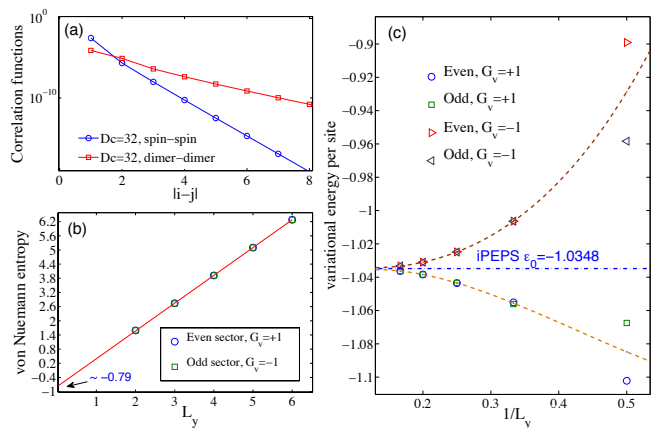 (a)
10^0
10^-10
Correlation functions
Dc=32, spin-spin
Dc=32, dimer-dimer
0 2 4 6 8
|i-j|
(b)
6.2
5.6
5
4.4
3.8
3.2
2.6
2
1.4
0.8
0.2
-0.4
-1
von Nuemann entropy
Even sector, G_v=+1
Odd sector, G_v=-1
~ -0.79
1 2 3 4 5 6
L_y
(c)
-0.9
-0.92
-0.94
-0.96
-0.98
-1
-1.02
-1.04
-1.06
-1.08
-1.1
variational energy per site
Even, G_v=+1
Odd, G_v=+1
Even, G_v=-1
Odd, G_v=-1
iPEPS ε_0=-1.0348
0.2 0.3 0.4 0.5
1/L_y